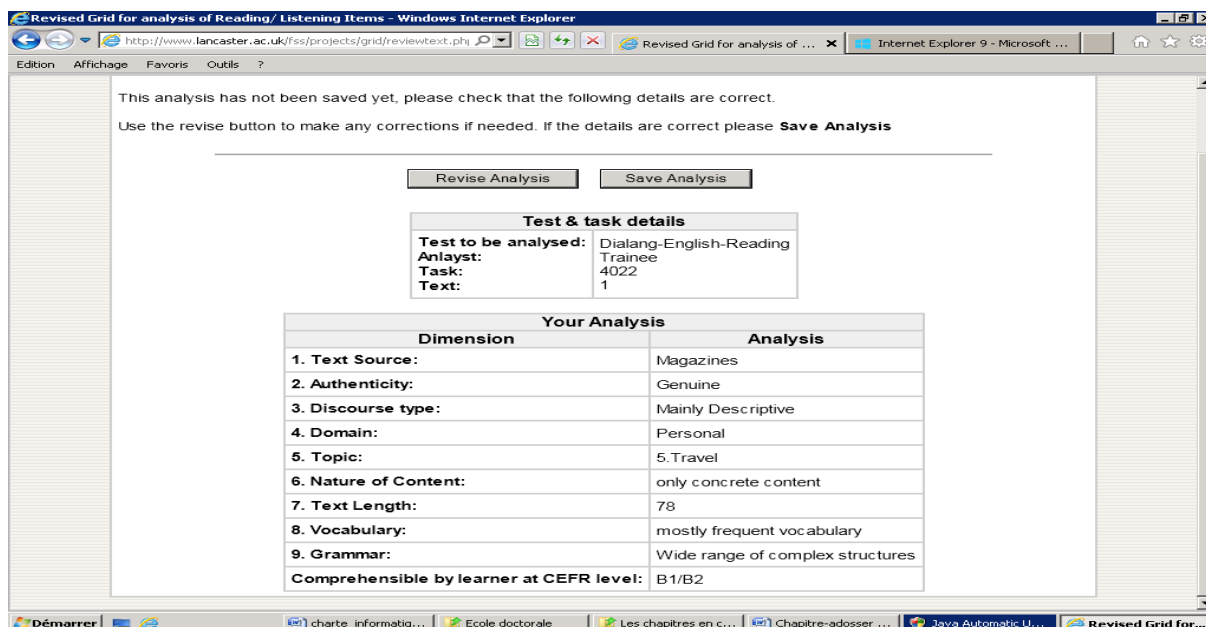 Revised Grid for analysis of Reading/ Listening Items - Windows Internet Explorer
http://www.lancaster.ac.uk/fss/projects/grid/reviewtext.ph
Revised Grid for analysis of ...
Internet Explorer 9 - Microsoft ...
Edition Affichage Favoris Outils ?
This analysis has not been saved yet, please check that the following details are correct.
Use the revise button to make any corrections if needed. If the details are correct please Save Analysis
Revise Analysis Save Analysis
Test & task details
Test to be analysed: Dialang-English-Reading
Anlayst: Trainee
Task: 4022
Text: 1
Your Analysis
Dimension Analysis
1. Text Source: Magazines
2. Authenticity: Genuine
3. Discourse type: Mainly Descriptive
4. Domain: Personal
5. Topic: 5.Travel
6. Nature of Content: only concrete content
7. Text Length: 78
8. Vocabulary: mostly frequent vocabulary
9. Grammar: Wide range of complex structures
Comprehensible by learner at CEFR level: B1/B2
Démarrer charte_informatiq... Ecole doctorale Les chapitres en c... Chapitre-adosser ... Java Automatic U... Revised Grid for...